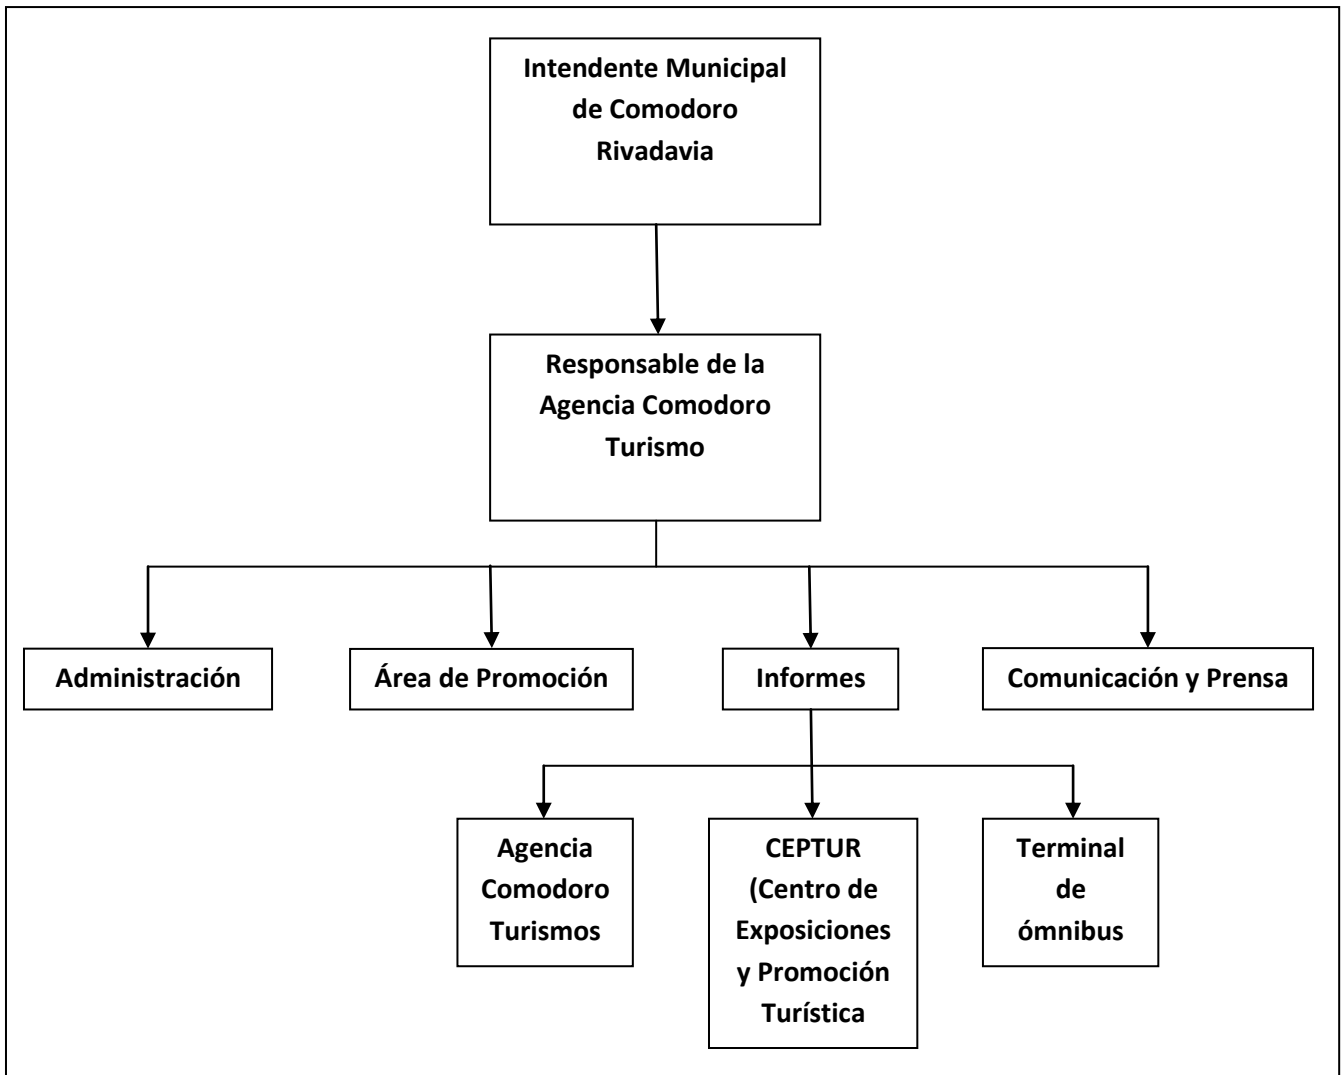 Intendente Municipal
de Comodoro
Rivadavia
Responsable de la
Agencia Comodoro
Turismo
Administración
Área de Promoción
Informes
Comunicación y Prensa
Agencia
Comodoro
Turismos
CEPTUR
(Centro de
Exposiciones
y Promoción
Turística
Terminal
de
ómnibus